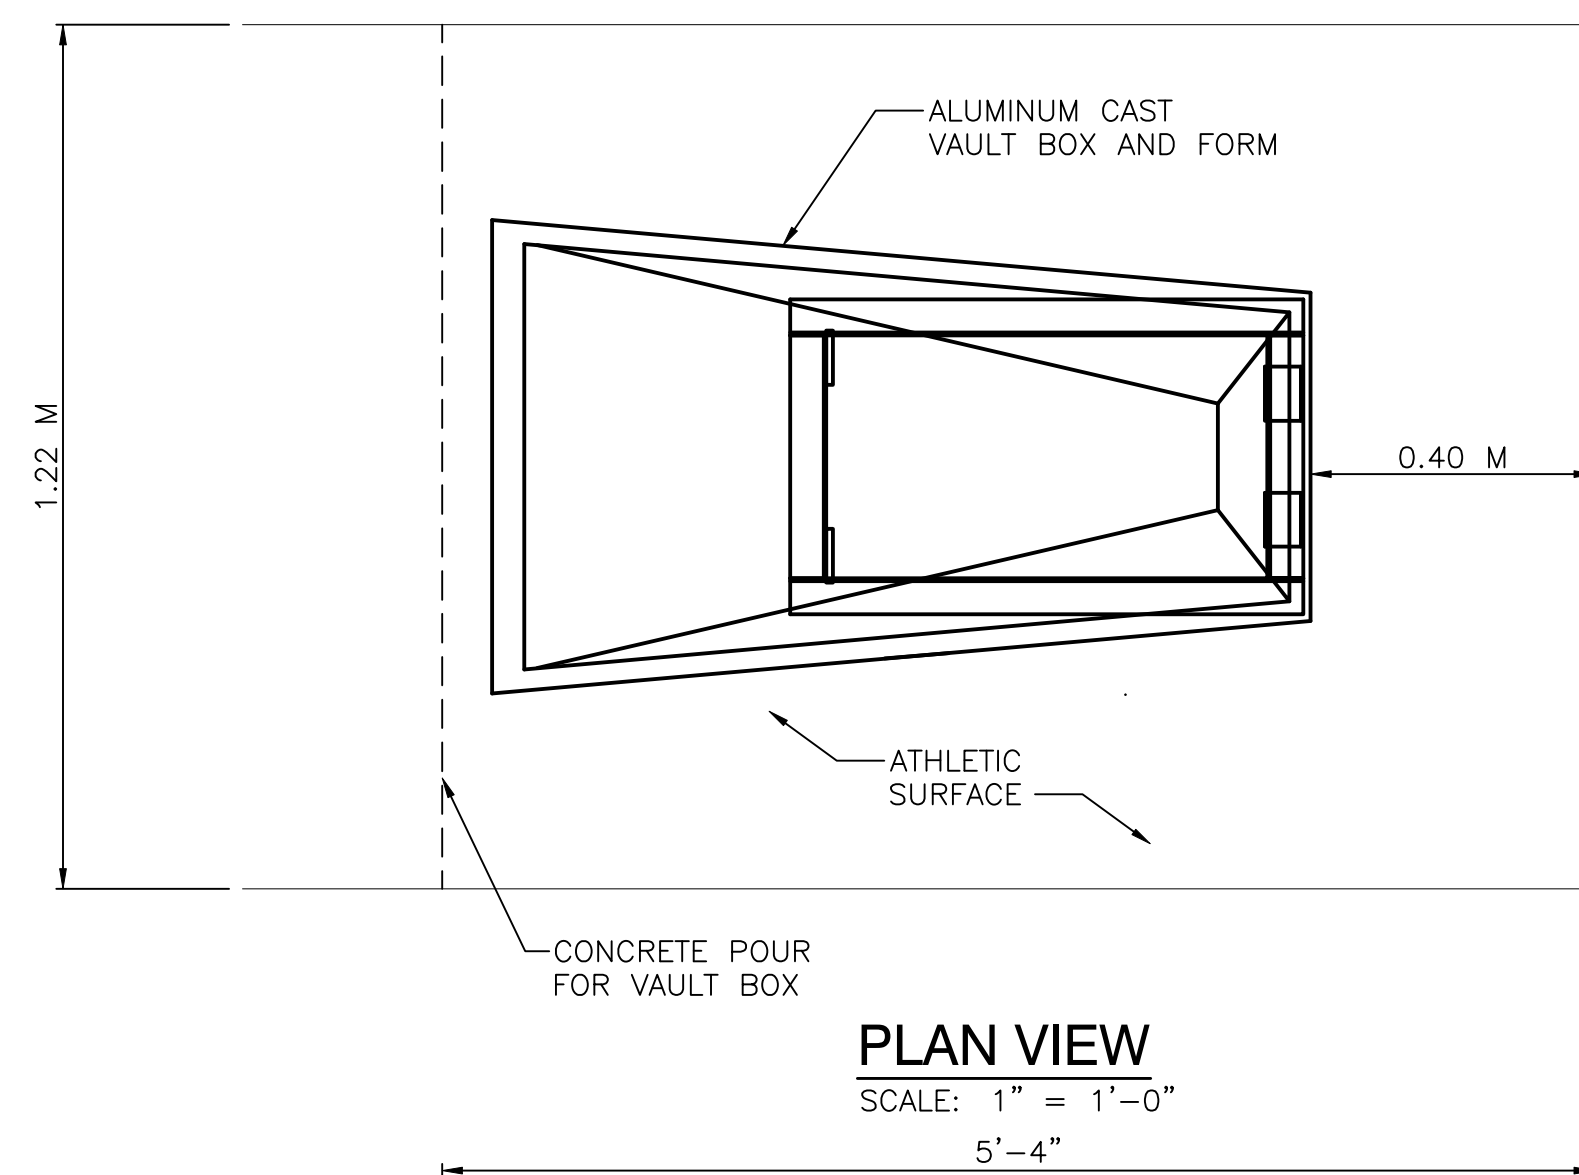 ALUMINUM CAST
VAULT BOX AND FORM
1.22 M
0.40 M
ATHLETIC
SURFACE
CONCRETE POUR
FOR VAULT BOX
PLAN VIEW
SCALE: 1" = 1'-0"
5'-4"